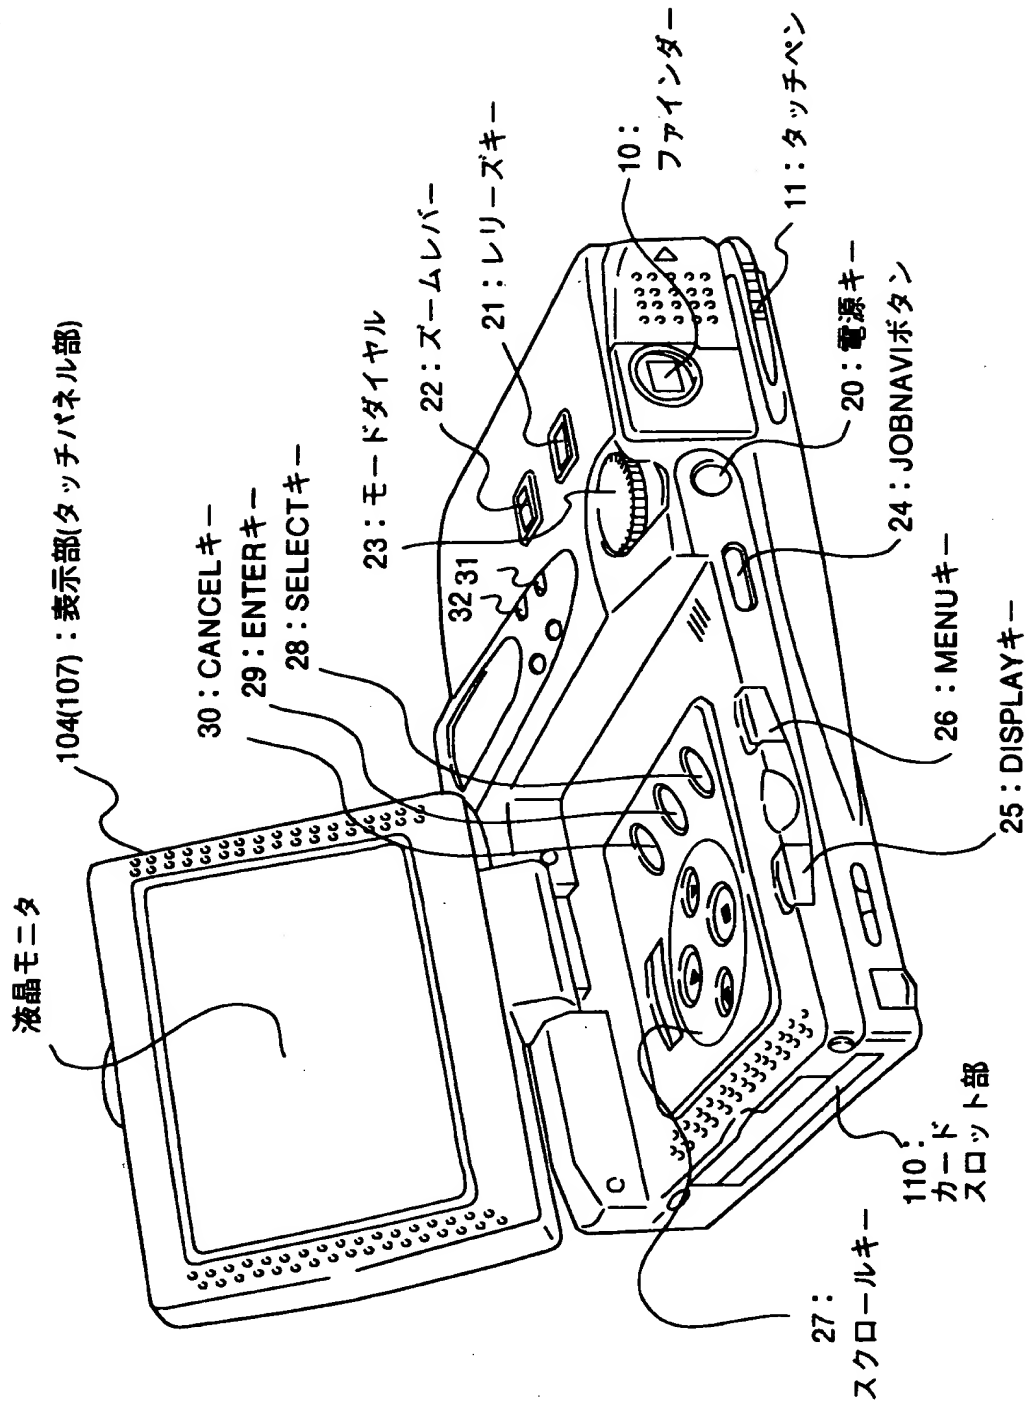 液晶モニタ
104(107)：表示部(タッチパネル部)
30：CANCELキー
29：ENTERキー
28：SELECTキー
32 31
23：モードダイヤル
22：ズームレバー
21：レリーズキー
10：
ファインダー
11：タッチペン
20：電源キー
24：JOBNAVIボタン
26：MENUキー
25：DISPLAYキー
110：
カード
スロット部
27：
スクロールキー